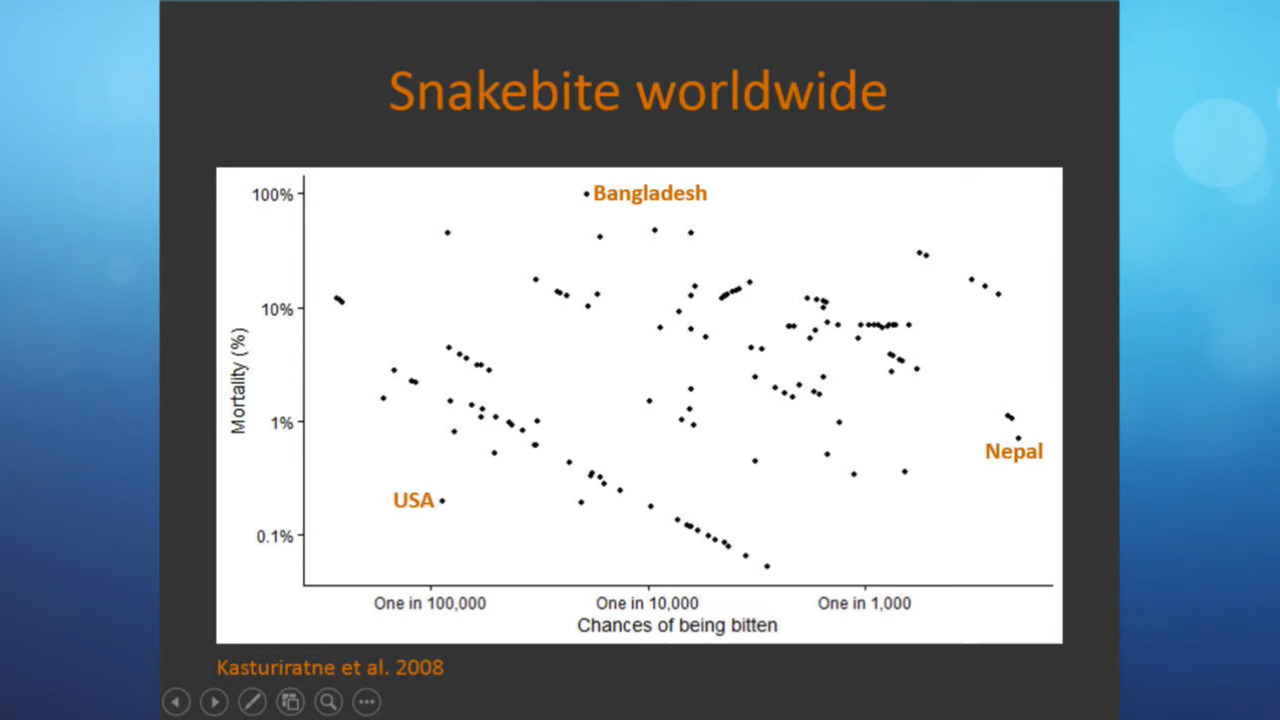 Snakebite worldwide
100%
Bangladesh
10%
Mortality (%)
1%
Nepal
USA
0.1%
One in 100,000
One in 10,000
One in 1,000
Chances of being bitten
Kasturiratne et al. 2008